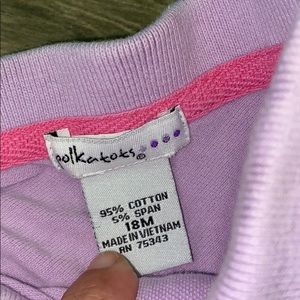 polkatots®
95% COTTON
5% SPAN
18M
MADE IN VIETNAM
RN 75343